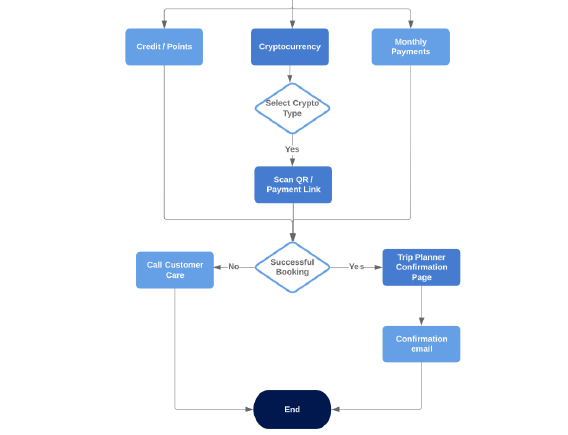 Credit / Points
Cryptocurrency
Monthly
Payments
Select Crypto
Type
Yes
Scan QR /
Payment Link
Successful
Booking
No
Yes
Call Customer
Care
Trip Planner
Confirmation
Page
Confirmation
email
End